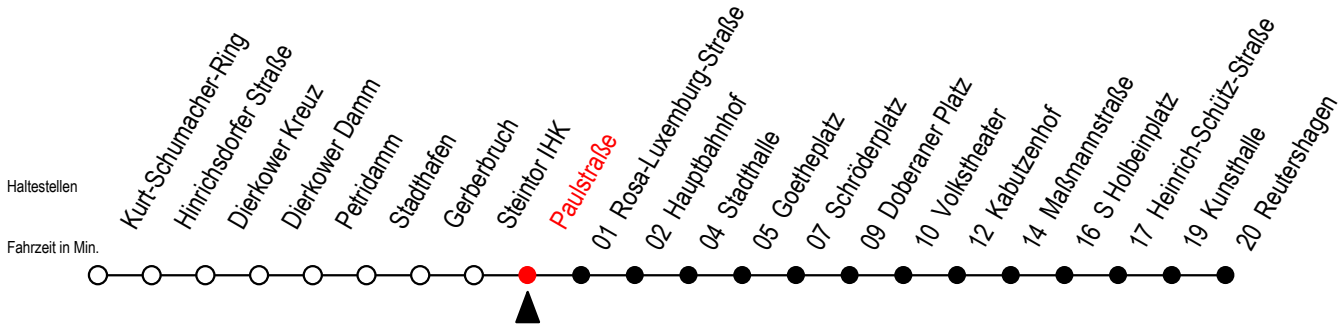 Haltestellen
Fahrzeit in Min.
Kurt-Schumacher-Ring
Hinrichsdorfer Straße
Dierkower Kreuz
Dierkower Damm
Petridamm
Stadthafen
Gerberbruch
Steintor IHK
Paulstraße
01 Rosa-Luxemburg-Straße
02 Hauptbahnhof
04 Stadthalle
05 Goetheplatz
07 Schröderplatz
09 Doberaner Platz
10 Volkstheater
12 Kabutzenhof
14 Maßmannstraße
16 S Holbeinplatz
17 Heinrich-Schütz-Straße
19 Kunsthalle
20 Reutershagen